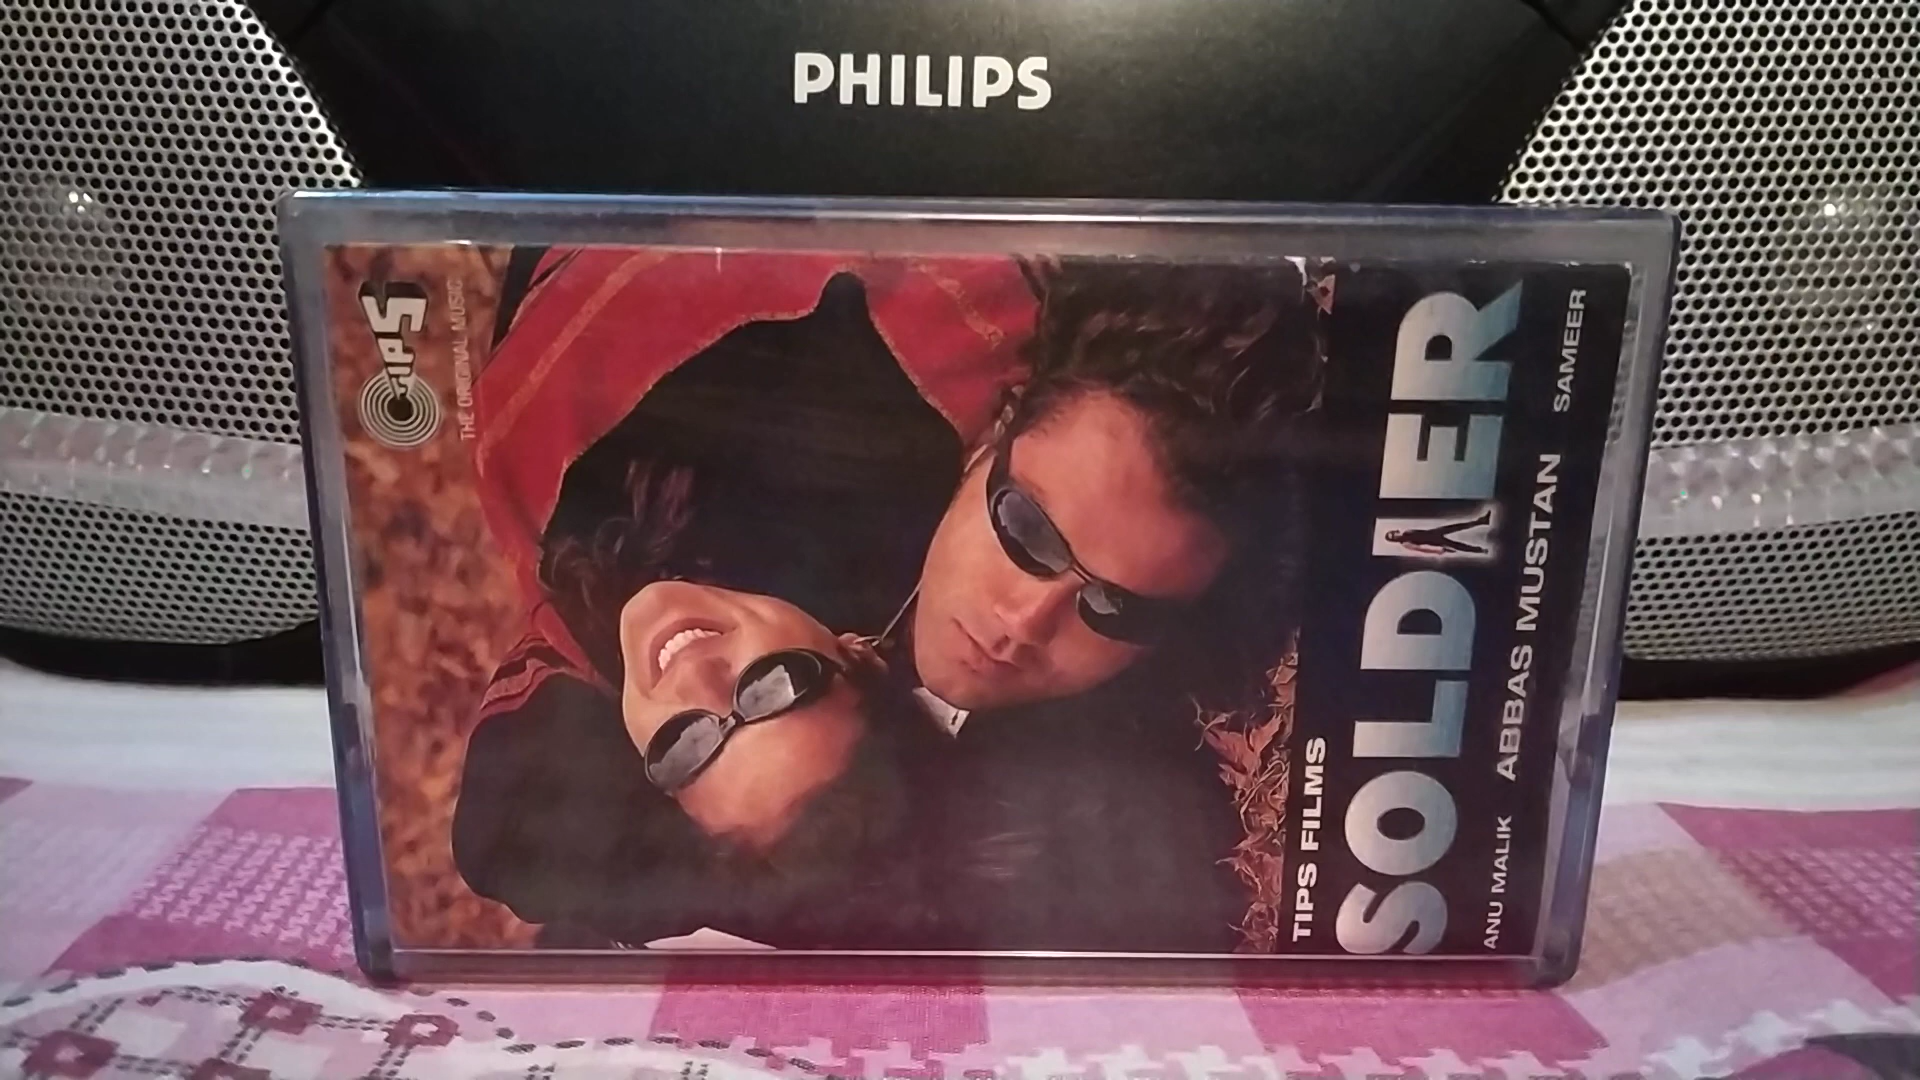 PHILIPS
TIPS
THE ORIGINAL MUSIC
TIPS FILMS
SOLDIER
ANU MALIK ABBAS MUSTAN SAMEER